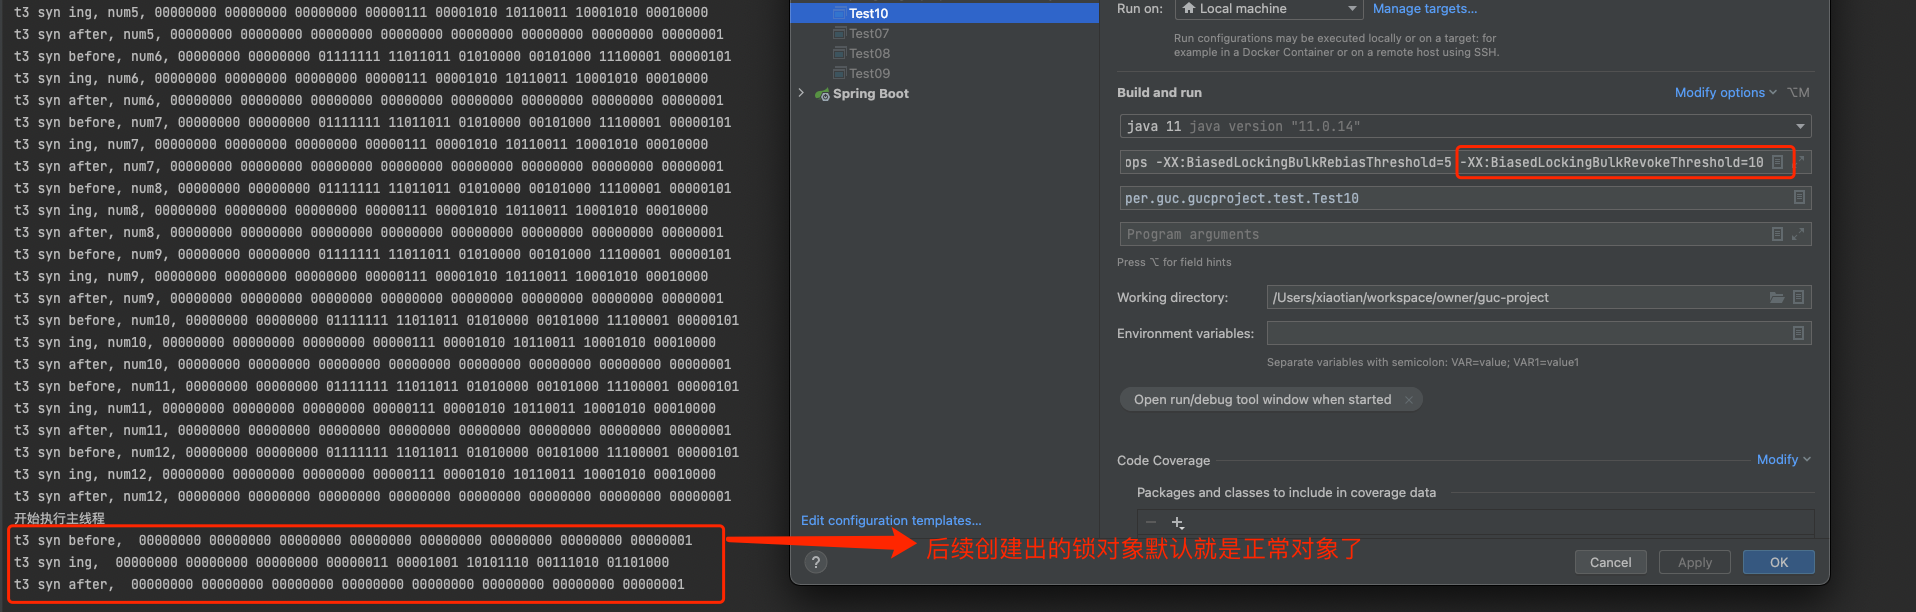 t3 syn ing, num5, 00000000 00000000 00000000 00000111 00001010 10110011 10001010 00010000
t3 syn after, num5, 00000000 00000000 00000000 00000000 00000000 00000000 00000000 00000001
t3 syn before, num6, 00000000 00000000 01111111 11011011 01010000 00101000 11100001 00000101
t3 syn ing, num6, 00000000 00000000 00000000 00000111 00001010 10110011 10001010 00010000
t3 syn after, num6, 00000000 00000000 00000000 00000000 00000000 00000000 00000000 00000001
t3 syn before, num7, 00000000 00000000 01111111 11011011 01010000 00101000 11100001 00000101
t3 syn ing, num7, 00000000 00000000 00000000 00000111 00001010 10110011 10001010 00010000
t3 syn after, num7, 00000000 00000000 00000000 00000000 00000000 00000000 00000000 00000001
t3 syn before, num8, 00000000 00000000 01111111 11011011 01010000 00101000 11100001 00000101
t3 syn ing, num8, 00000000 00000000 00000000 00000111 00001010 10110011 10001010 00010000
t3 syn after, num8, 00000000 00000000 00000000 00000000 00000000 00000000 00000000 00000001
t3 syn before, num9, 00000000 00000000 01111111 11011011 01010000 00101000 11100001 00000101
t3 syn ing, num9, 00000000 00000000 00000000 00000111 00001010 10110011 10001010 00010000
t3 syn after, num9, 00000000 00000000 00000000 00000000 00000000 00000000 00000000 00000001
t3 syn before, num10, 00000000 00000000 01111111 11011011 01010000 00101000 11100001 00000101
t3 syn ing, num10, 00000000 00000000 00000000 00000111 00001010 10110011 10001010 00010000
t3 syn after, num10, 00000000 00000000 00000000 00000000 00000000 00000000 00000000 00000001
t3 syn before, num11, 00000000 00000000 01111111 11011011 01010000 00101000 11100001 00000101
t3 syn ing, num11, 00000000 00000000 00000000 00000111 00001010 10110011 10001010 00010000
t3 syn after, num11, 00000000 00000000 00000000 00000000 00000000 00000000 00000000 00000001
t3 syn before, num12, 00000000 00000000 01111111 11011011 01010000 00101000 11100001 00000101
t3 syn ing, num12, 00000000 00000000 00000000 00000111 00001010 10110011 10001010 00010000
t3 syn after, num12, 00000000 00000000 00000000 00000000 00000000 00000000 00000000 00000001
开始执行主线程
t3 syn before,  00000000 00000000 00000000 00000000 00000000 00000000 00000000 00000001
t3 syn ing,  00000000 00000000 00000000 00000011 00001001 10101110 00111010 01101000
t3 syn after,  00000000 00000000 00000000 00000000 00000000 00000000 00000000 00000001
Test10
Test07
Test08
Test09
Spring Boot
Edit configuration templates...
?
Run on:
Local machine
Manage targets...
Run configurations may be executed locally or on a target: for
example in a Docker Container or on a remote host using SSH.
Build and run
Modify options
⌥M
java 11 java version "11.0.14"
ops -XX:BiasedLockingBulkRebiasThreshold=5 -XX:BiasedLockingBulkRevokeThreshold=10
per.guc.gucproject.test.Test10
Program arguments
Press ⌥ for field hints
Working directory:
/Users/xiaotian/workspace/owner/guc-project
Environment variables:
Separate variables with semicolon: VAR=value; VAR1=value1
Open run/debug tool window when started ×
Code Coverage
Modify
Packages and classes to include in coverage data
后续创建出的锁对象默认就是正常对象了
Cancel
Apply
OK